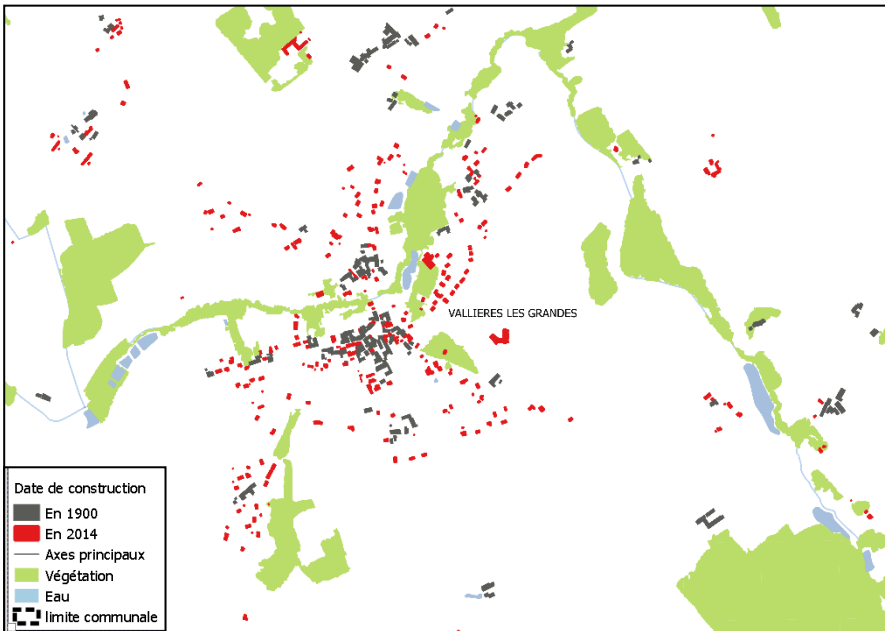 VALLIERES LES GRANDES
Date de construction
En 1900
En 2014
Axes principaux
Végétation
Eau
limite communale